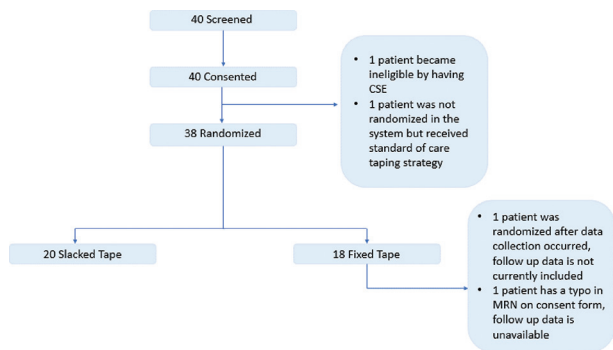 40 Screened
40 Consented
• 1 patient became
ineligible by having
CSE
• 1 patient was not
randomized in the
system but received
standard of care
taping strategy
38 Randomized
20 Slacked Tape
18 Fixed Tape
• 1 patient was
randomized after data
collection occurred,
follow up data is not
currently included
• 1 patient has a typo in
MRN on consent form,
follow up data is
unavailable